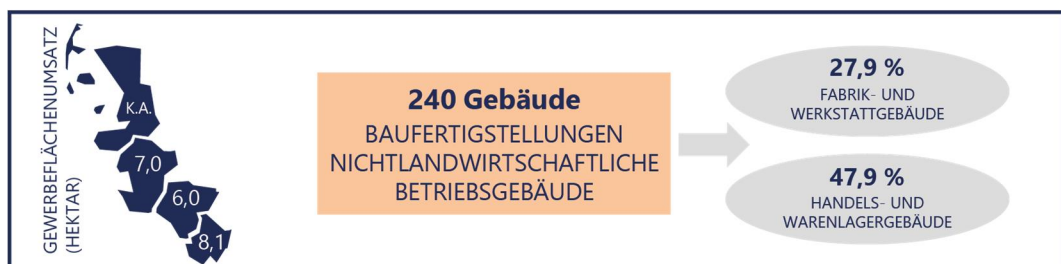 GEWERBEFLÄCHENUMSATZ
(HEKTAR)
K.A.
7,0
6,0
8,1
240 Gebäude
BAUFERTIGSTELLUNGEN
NICHTLANDWIRTSCHAFTLICHE
BETRIEBSGEBÄUDE
27,9 %
FABRIK- UND
WERKSTATTGEBÄUDE
47,9 %
HANDELS- UND
WARENLAGERGEBÄUDE